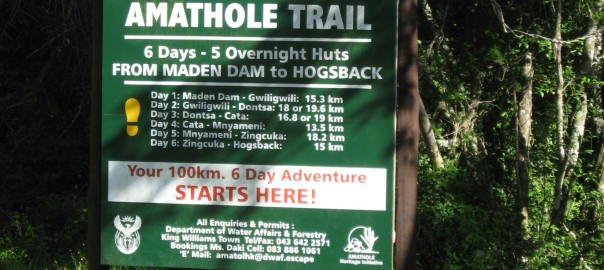 AMATHOLE TRAIL
6 Days - 5 Overnight Huts
FROM MADEN DAM to HOGSBACK
Day 1: Maden Dam - Gwiligwili: 15.3 km
Day 2: Gwiligwili - Dontsa: 18 or 19.6 km
Day 3: Dontsa - Cata: 16.8 or 19 km
Day 4: Cata - Mnyameni: 13.5 km
Day 5: Mnyameni - Zingcuka: 18.2 km
Day 6: Zingcuka - Hogsback: 15 km
Your 100km. 6 Day Adventure
STARTS HERE!
All Enquiries & Permits :
Department of Water Affairs & Forestry
King Williams Town Tel/Fax: 043 642 2571
Bookings Ms. Daki Cell: 083 886 1061
'E' Mail: amatolhk@dwaf.escape
AMATHOLE
Heritage Initiative